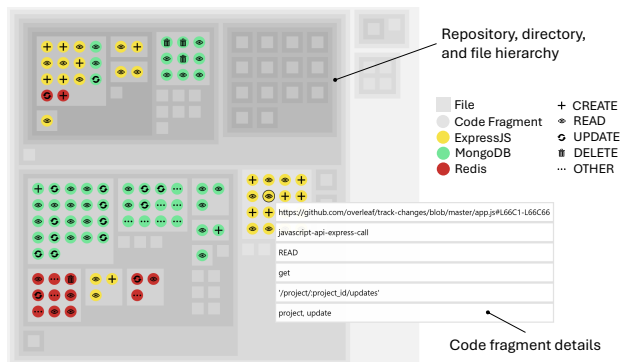 Repository, directory,
and file hierarchy
File
Code Fragment
ExpressJS
MongoDB
Redis
CREATE
READ
UPDATE
DELETE
OTHER
https://github.com/overleaf/track-changes/blob/master/app.js#L66C1-L66C66
javascript-api-express-call
READ
get
'/project/:project_id/updates'
project, update
Code fragment details